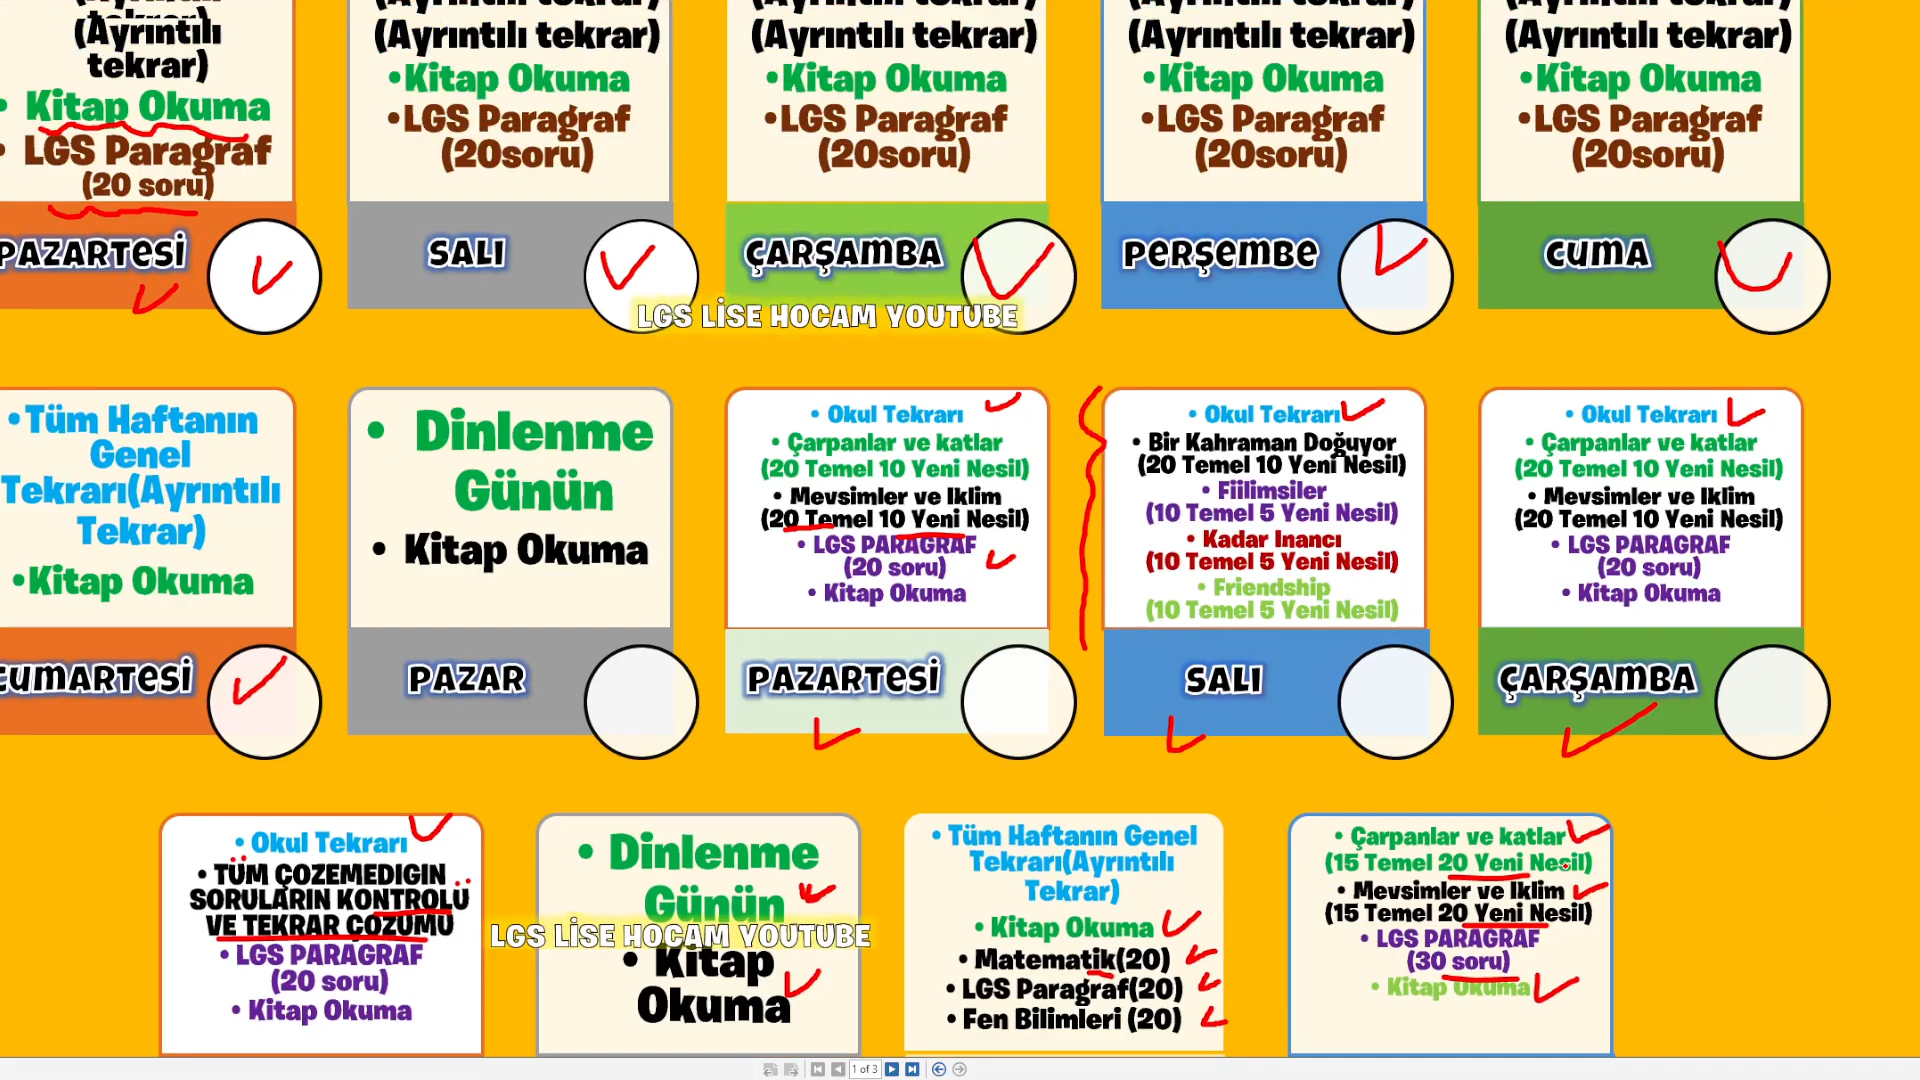 (Ayrıntılı
tekrar)
• Kitap Okuma
• LGS Paragraf
(20 soru)
PAZARTESİ
(Ayrıntılı tekrar)
•Kitap Okuma
•LGS Paragraf
(20soru)
SALI
(Ayrıntılı tekrar)
•Kitap Okuma
•LGS Paragraf
(20soru)
ÇARŞAMBA
(Ayrıntılı tekrar)
•Kitap Okuma
•LGS Paragraf
(20soru)
PERŞEMBE
(Ayrıntılı tekrar)
•Kitap Okuma
•LGS Paragraf
(20soru)
CUMA
LGS LİSE HOCAM YOUTUBE
•Tüm Haftanın
Genel
Tekrarı(Ayrıntılı
Tekrar)
•Kitap Okuma
CUMARTESİ
• Dinlenme
Günün
• Kitap Okuma
PAZAR
• Okul Tekrarı
• Çarpanlar ve katlar
(20 Temel 10 Yeni Nesil)
• Mevsimler ve Iklim
(20 Temel 10 Yeni Nesil)
• LGS PARAGRAF
(20 soru)
• Kitap Okuma
PAZARTESİ
• Okul Tekrarı
• Bir Kahraman Doğuyor
(20 Temel 10 Yeni Nesil)
• Fiilimsiler
(10 Temel 5 Yeni Nesil)
• Kadar Inancı
(10 Temel 5 Yeni Nesil)
• Friendship
(10 Temel 5 Yeni Nesil)
SALI
• Okul Tekrarı
• Çarpanlar ve katlar
(20 Temel 10 Yeni Nesil)
• Mevsimler ve Iklim
(20 Temel 10 Yeni Nesil)
• LGS PARAGRAF
(20 soru)
• Kitap Okuma
ÇARŞAMBA
• Okul Tekrarı
• TÜM ÇOZEMEDIGIN
SORULARIN KONTROLÜ
VE TEKRAR ÇOZUMU
• LGS PARAGRAF
(20 soru)
• Kitap Okuma
• Dinlenme
Günün
• Kitap
Okuma
LGS LİSE HOCAM YOUTUBE
• Tüm Haftanın Genel
Tekrarı(Ayrıntılı
Tekrar)
• Kitap Okuma
• Matematik(20)
• LGS Paragraf(20)
• Fen Bilimleri (20)
• Çarpanlar ve katlar
(15 Temel 20 Yeni Nesil)
• Mevsimler ve Iklim
(15 Temel 20 Yeni Nesil)
• LGS PARAGRAF
(30 soru)
• Kitap Okuma
1 of 3